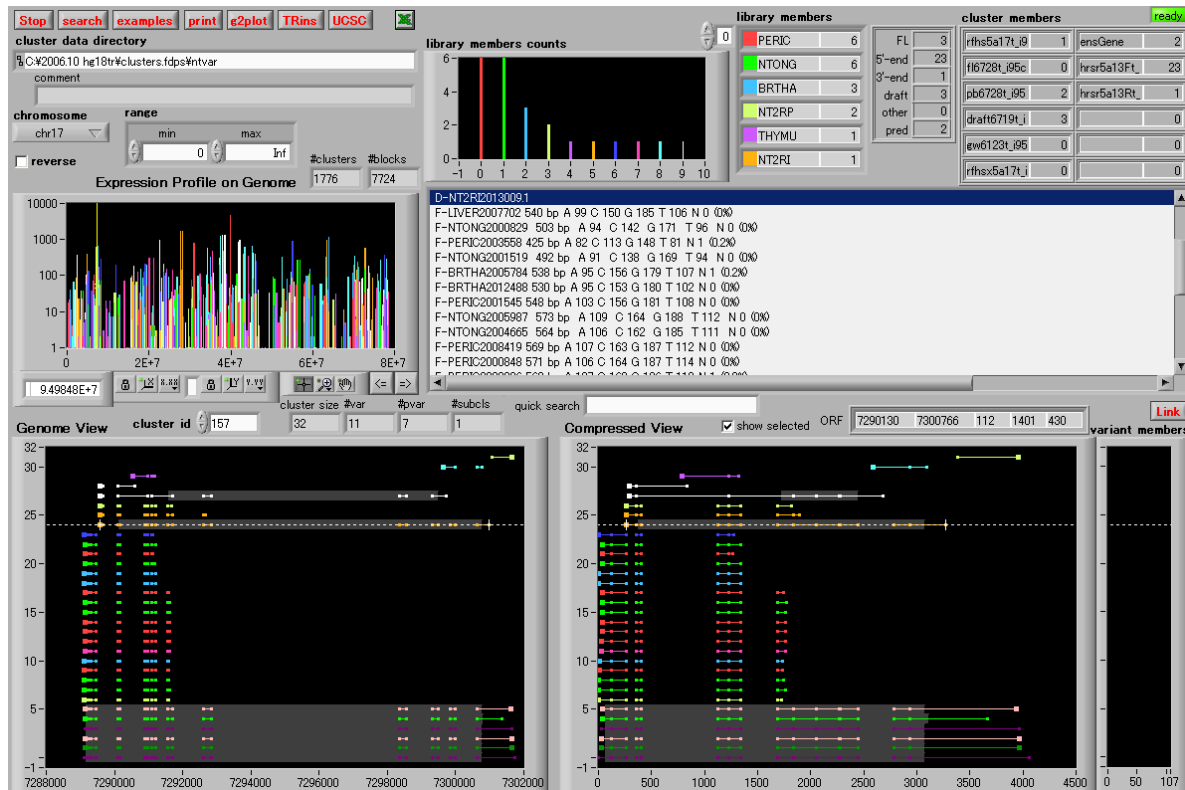 Stop search examples print g2plot TRins UCSC
cluster data directory
C:¥2006.10 hg18tr¥clusters.fdps¥ntvar
comment
chromosome range
chr17 min 0 max Inf
reverse
#clusters #blocks
1776 7724
Expression Profile on Genome
10000
1000
100
10
1
0 2E+7 4E+7 6E+7 8E+7
9.49848E+7
library members counts
6
4
2
0
-1 0 1 2 3 4 5 6 7 8 9 10
library members
0
PERIC 6
NTONG 6
BRTHA 3
NT2RP 2
THYMU 1
NT2RI 1
FL 3
5'-end 23
3'-end 1
draft 3
other 0
pred 2
cluster members ready
rfhs5a17t_i9 1 ensGene 2
fl6728t_i95c 0 hrsr5a13Ft_ 23
pb6728t_i95 2 hrsr5a13Rt_ 1
draft6719t_i 3 0
gw6123t_i95 0 0
rfhsx5a17t_i 0 0
D-NT2RI2013009.1
F-LIVER2007702 540 bp A 99 C 150 G 185 T 106 N 0 (0%)
F-NTONG2000829 503 bp A 94 C 142 G 171 T 96 N 0 (0%)
F-PERIC2003558 425 bp A 82 C 113 G 148 T 81 N 1 (0.2%)
F-NTONG2001519 492 bp A 91 C 138 G 169 T 94 N 0 (0%)
F-BRTHA2005784 538 bp A 95 C 156 G 179 T 107 N 1 (0.2%)
F-BRTHA2012488 530 bp A 95 C 153 G 180 T 102 N 0 (0%)
F-PERIC2001545 548 bp A 103 C 156 G 181 T 108 N 0 (0%)
F-NTONG2005987 573 bp A 109 C 164 G 188 T 112 N 0 (0%)
F-NTONG2004665 564 bp A 106 C 162 G 185 T 111 N 0 (0%)
F-PERIC2008419 569 bp A 107 C 163 G 187 T 112 N 0 (0%)
F-PERIC2000848 571 bp A 106 C 164 G 187 T 114 N 0 (0%)
cluster size #var #pvar #subcls
Genome View cluster id 157 32 11 7 1
quick search
Compressed View show selected ORF 7290130 7300766 112 1401 430
Link
variant members
32
30
25
20
15
10
5
-1
7288000 7290000 7292000 7294000 7296000 7298000 7300000 7302000
32
30
25
20
15
10
5
-1
0 500 1000 1500 2000 2500 3000 3500 4000 4500
0 50 107